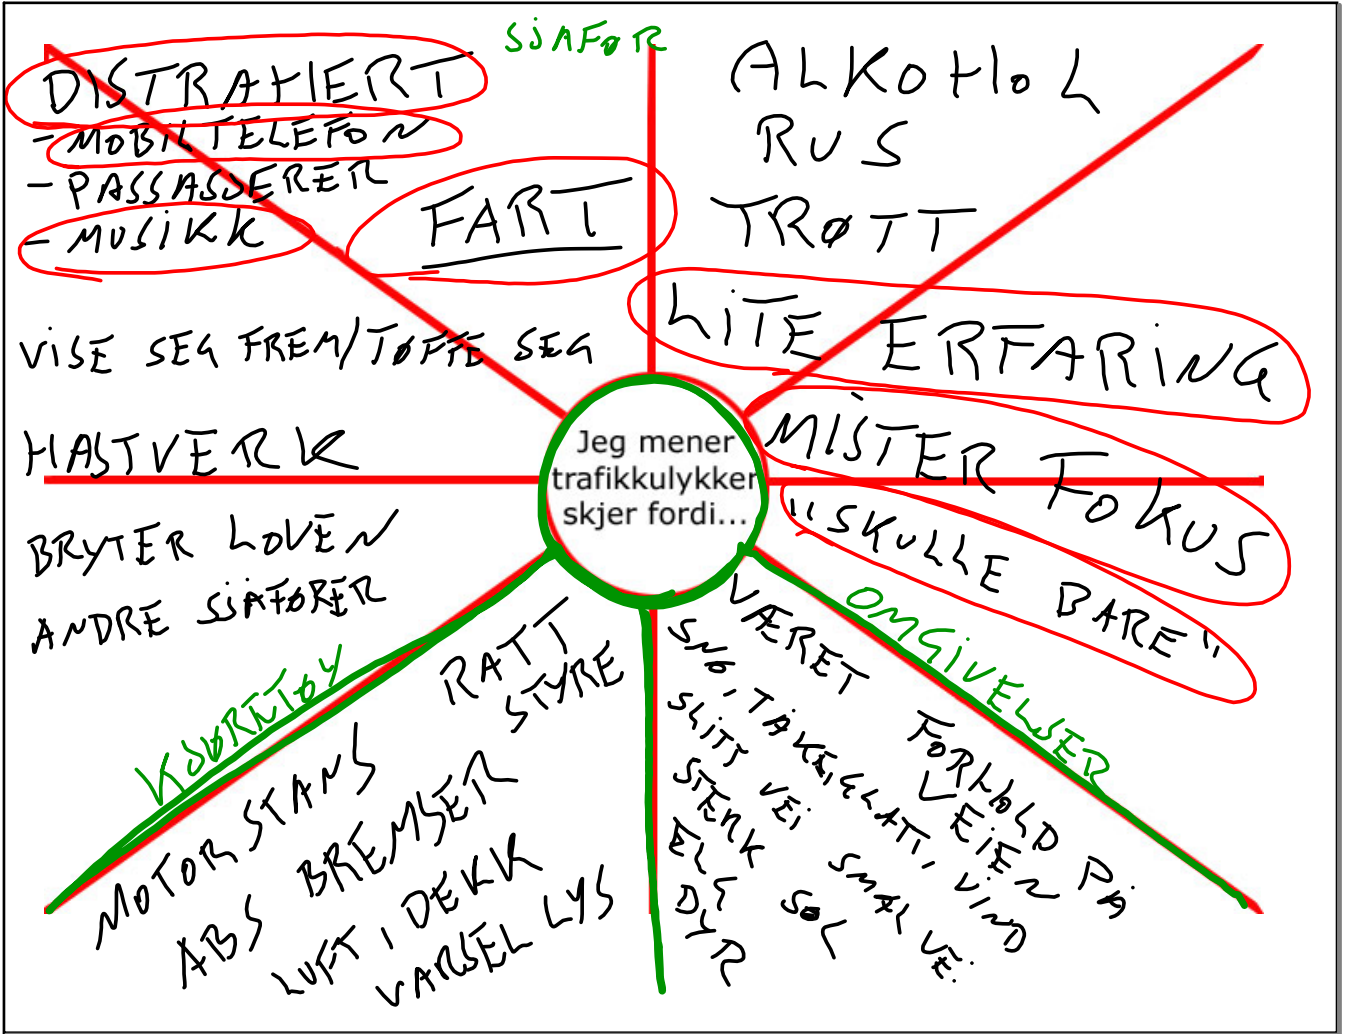 SJÅFØR
DISTRAHERT
- MOBILTELEFON
- PASSASJERER
- MUSIKK
FART
VISE SEG FREM/TØFFE SEG
HASTVERK
BRYTER LOVEN
ANDRE SJÅFØRER
ALKOHOL
RUS
TRØTT
LITE ERFARING
MISTER FOKUS
"SKULLE BARE"
Jeg mener
trafikkulykker
skjer fordi...
KJØRETØY
RATT
STYRE
MOTORSTANS
ABS BREMSER
LUFT I DEKK
VARSEL LYS
OMGIVELSER
VÆRET
SNØ, TÅKE, GLATT, VIND
SLITT VEI SMAL VEI
STERK SOL
ELG
DYR
FORHOLD PÅ
VEIEN